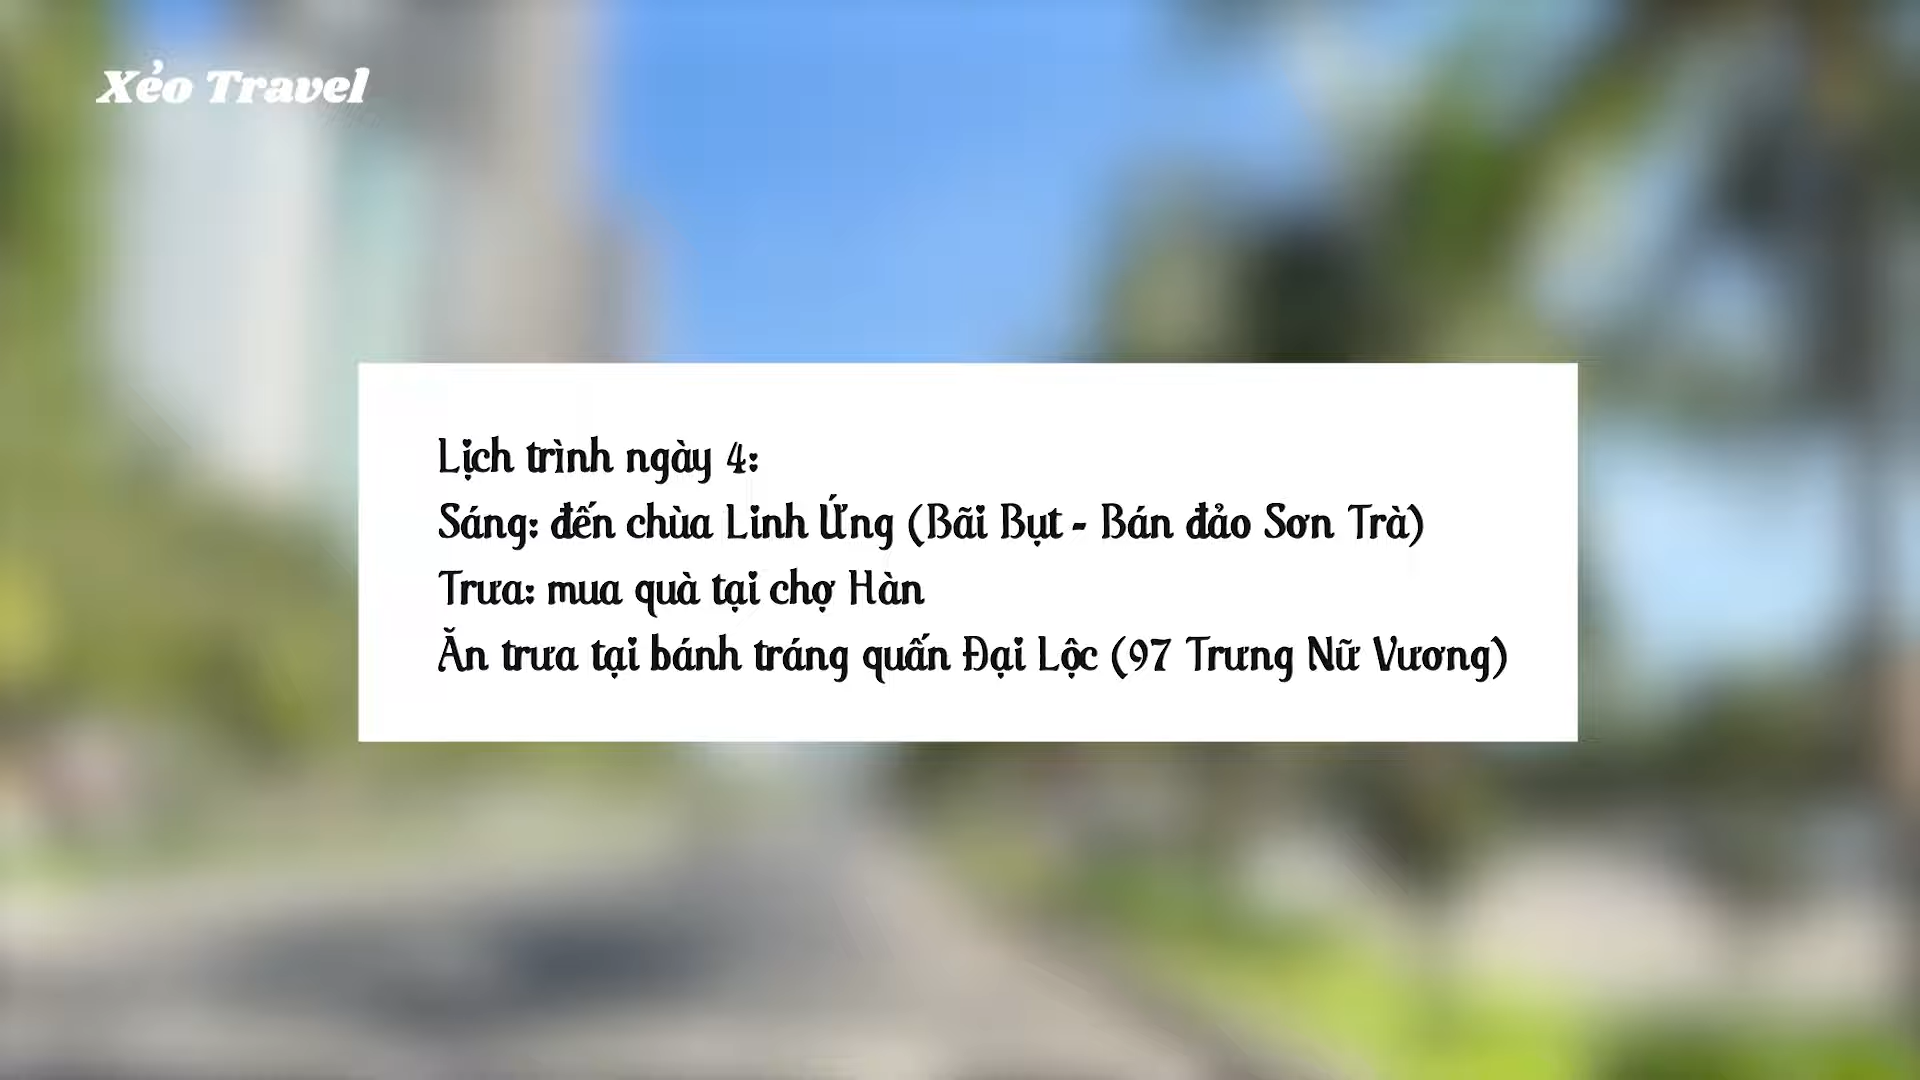 Xẻo Travel
Lịch trình ngày 4:
Sáng: đến chùa Linh Ứng (Bãi Bụt - Bán đảo Sơn Trà)
Trưa: mua quà tại chợ Hàn
Ăn trưa tại bánh tráng quấn Đại Lộc (97 Trưng Nữ Vương)